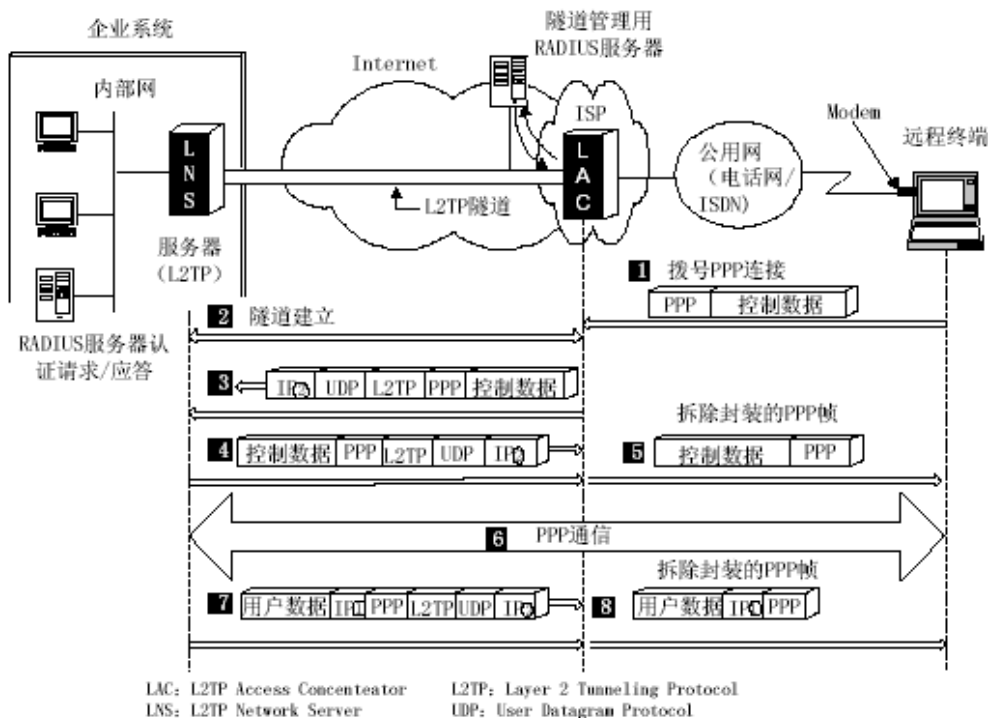 企业系统
隧道管理用
RADIUS服务器
Internet
内部网
ISP
Modem
远程终端
LNS
LAC
公用网
(电话网/
ISDN)
L2TP隧道
服务器
(L2TP)
1 拨号PPP连接
PPP 控制数据
2 隧道建立
RADIUS服务器认
证请求/应答
3 IP UDP L2TP PPP 控制数据
拆除封装的PPP帧
4 控制数据 PPP L2TP UDP IP
5 控制数据 PPP
6 PPP通信
拆除封装的PPP帧
7 用户数据 IP PPP L2TP UDP IP
8 用户数据 IP PPP
LAC: L2TP Access Comcenteator
L2TP: Layer 2 Tunneling Protocol
LNS: L2TP Network Server
UDP: User Datagram Protocol